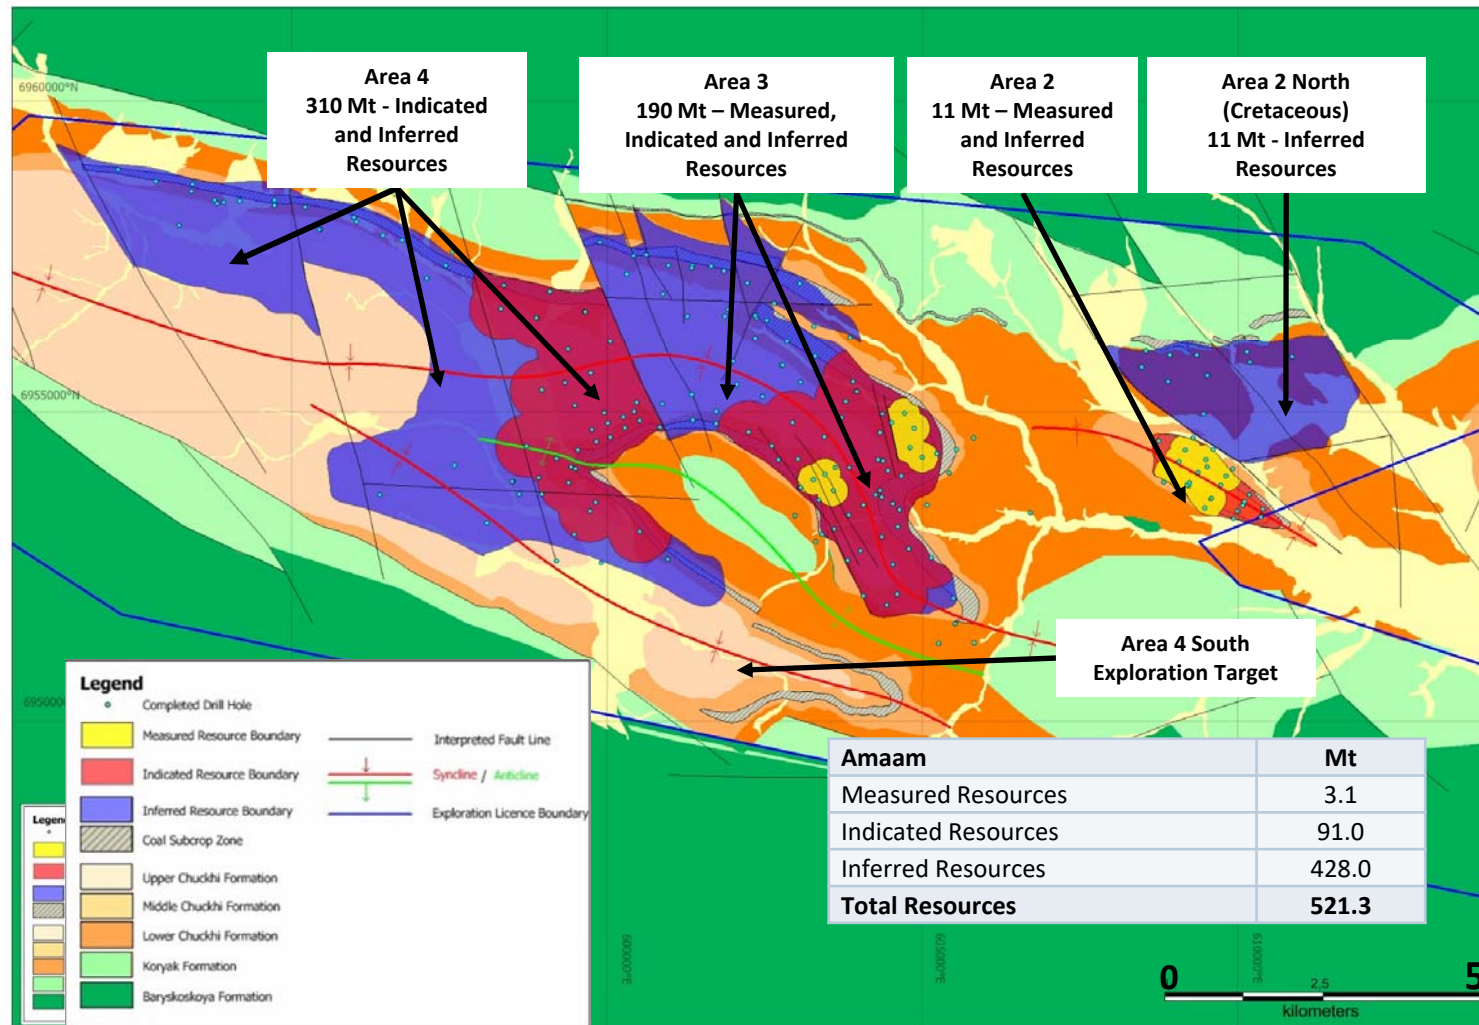 Area 4
310 Mt - Indicated
and Inferred
Resources
Area 3
190 Mt – Measured,
Indicated and Inferred
Resources
Area 2
11 Mt – Measured
and Inferred
Resources
Area 2 North
(Cretaceous)
11 Mt - Inferred
Resources
6960000°N
6955000°N
Area 4 South
Exploration Target
Legend
Completed Drill Hole
Measured Resource Boundary
Indicated Resource Boundary
Inferred Resource Boundary
Coal Subcrop Zone
Upper Chuckhi Formation
Middle Chuckhi Formation
Lower Chuckhi Formation
Koryak Formation
Baryskoskoya Formation
Interpreted Fault Line
Syncline / Anticline
Exploration Licence Boundary
Amaam Mt
Measured Resources 3.1
Indicated Resources 91.0
Inferred Resources 428.0
Total Resources 521.3
600000°E
605000°E
610000°E
0 2,5 5
kilometers